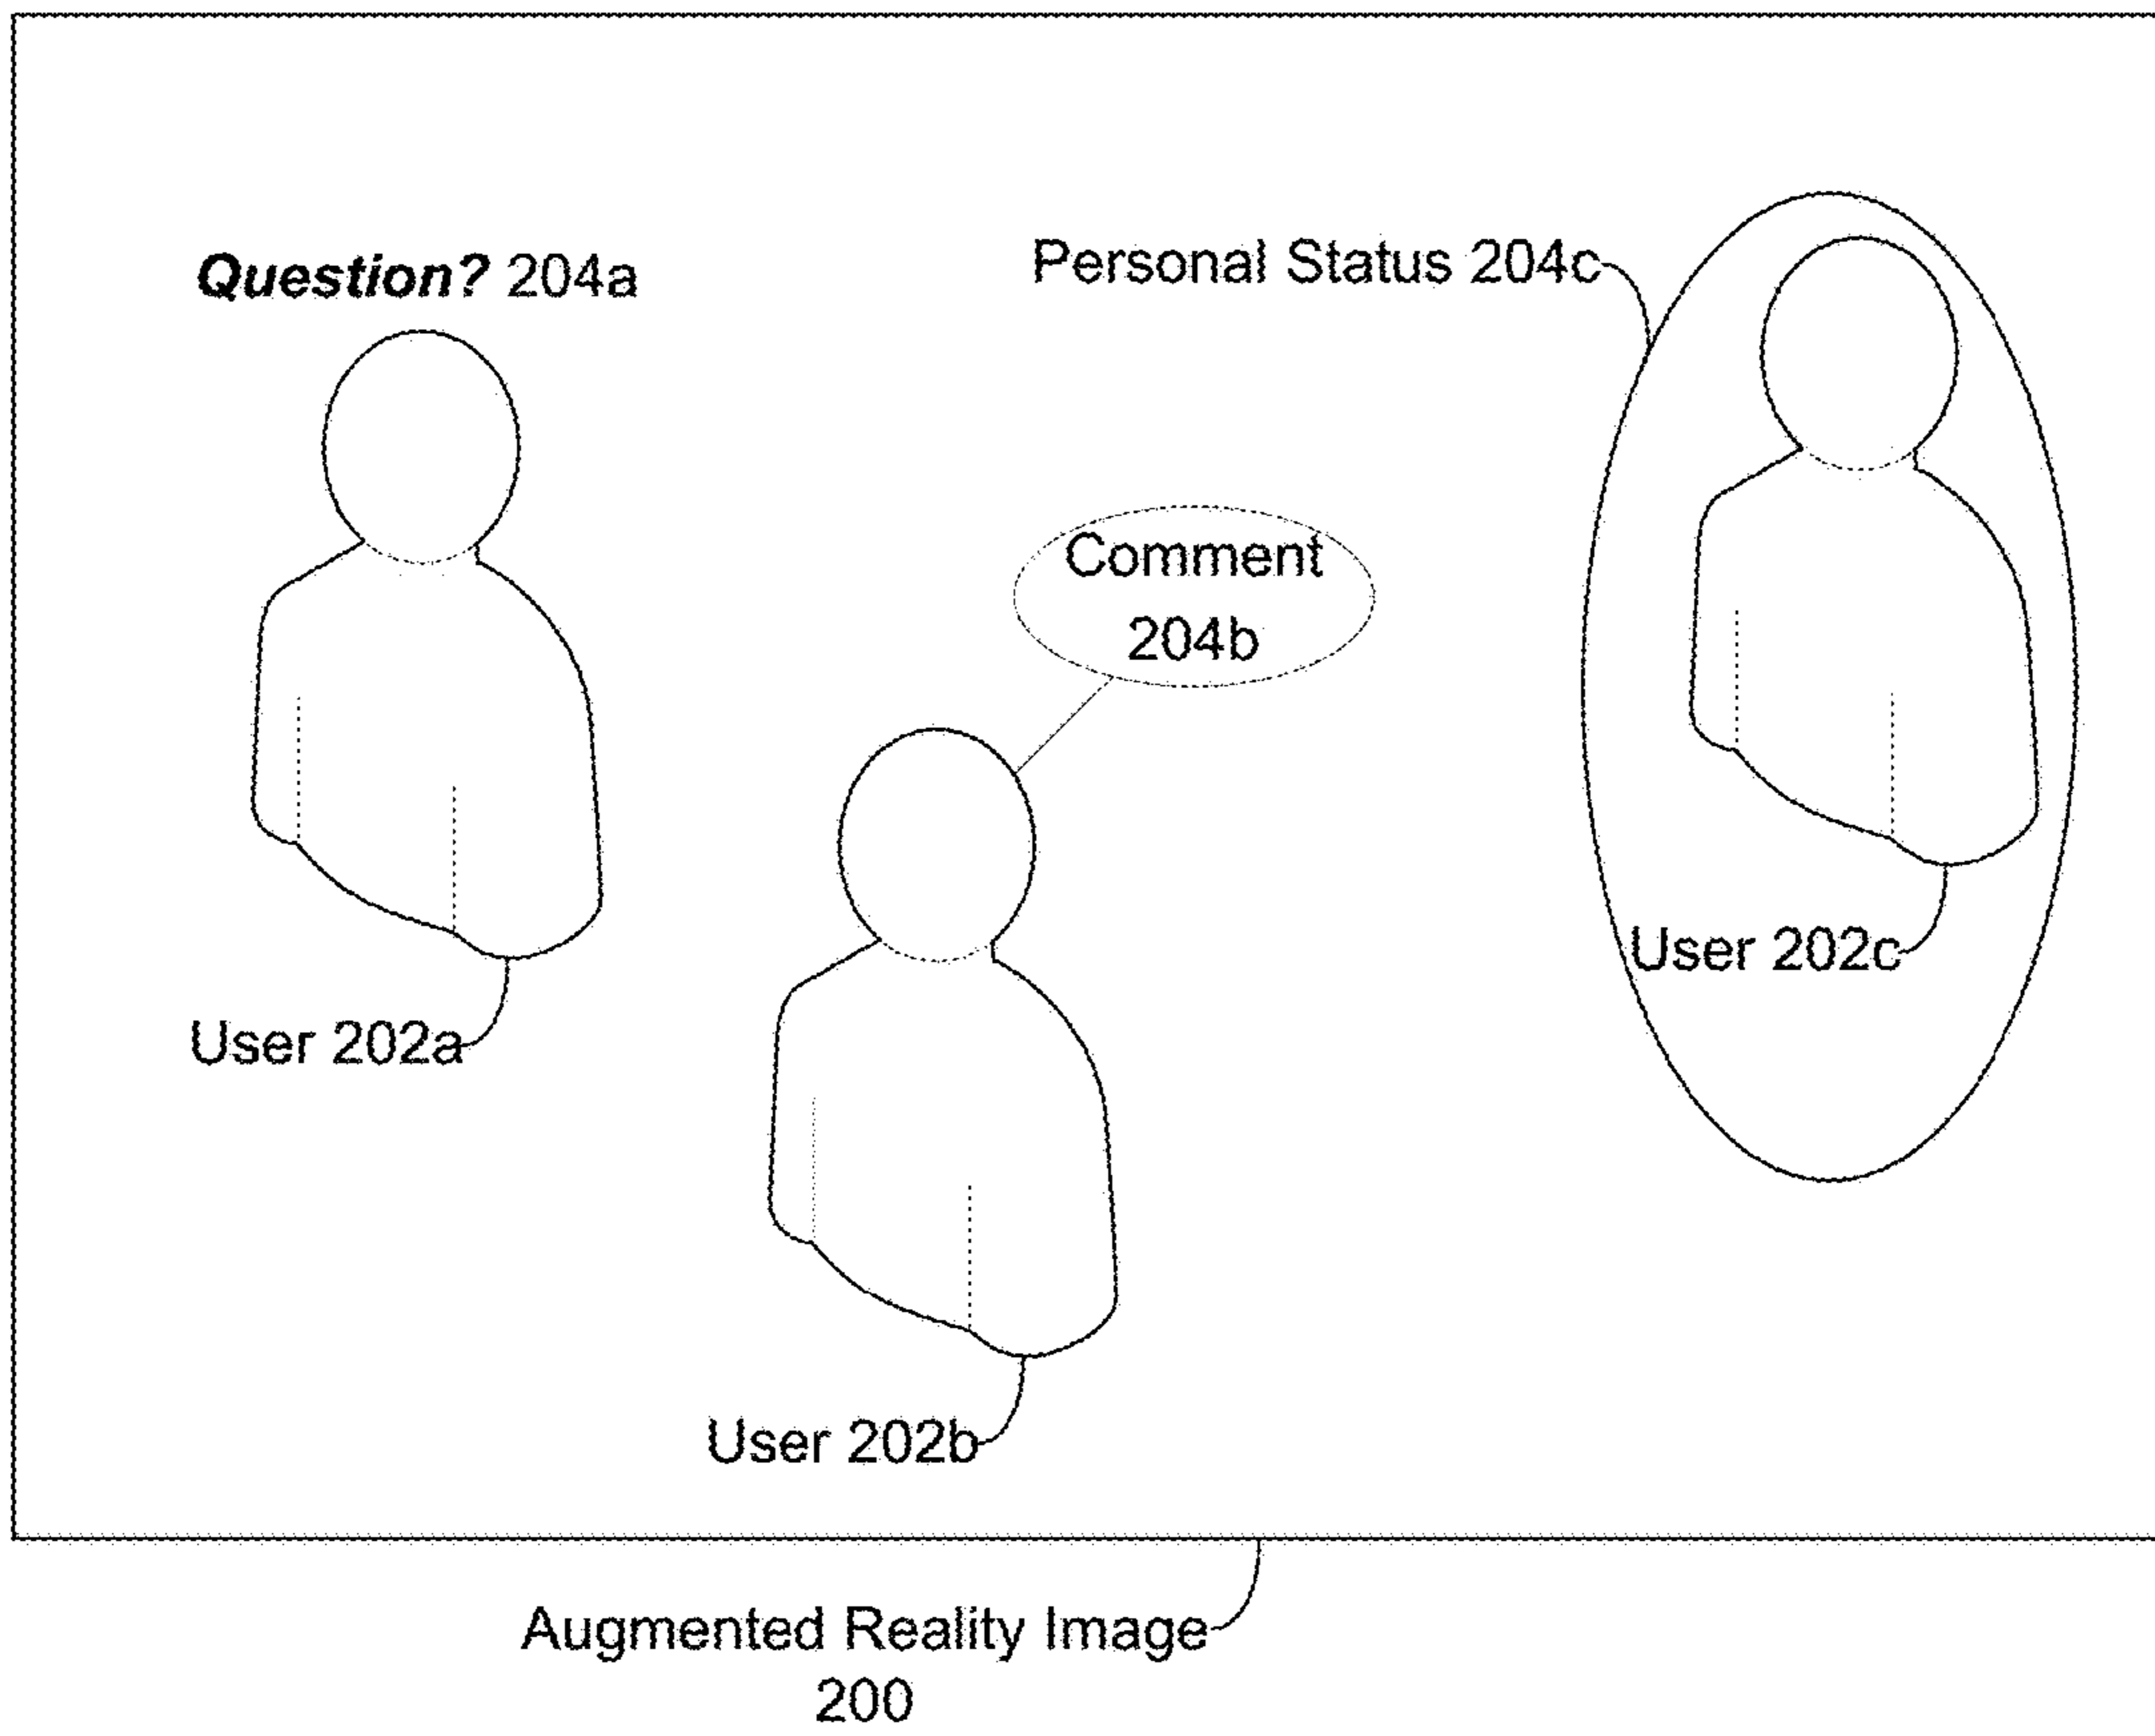 Question? 204a
Personal Status 204c
Comment
204b
User 202c
User 202a
User 202b
Augmented Reality Image
200